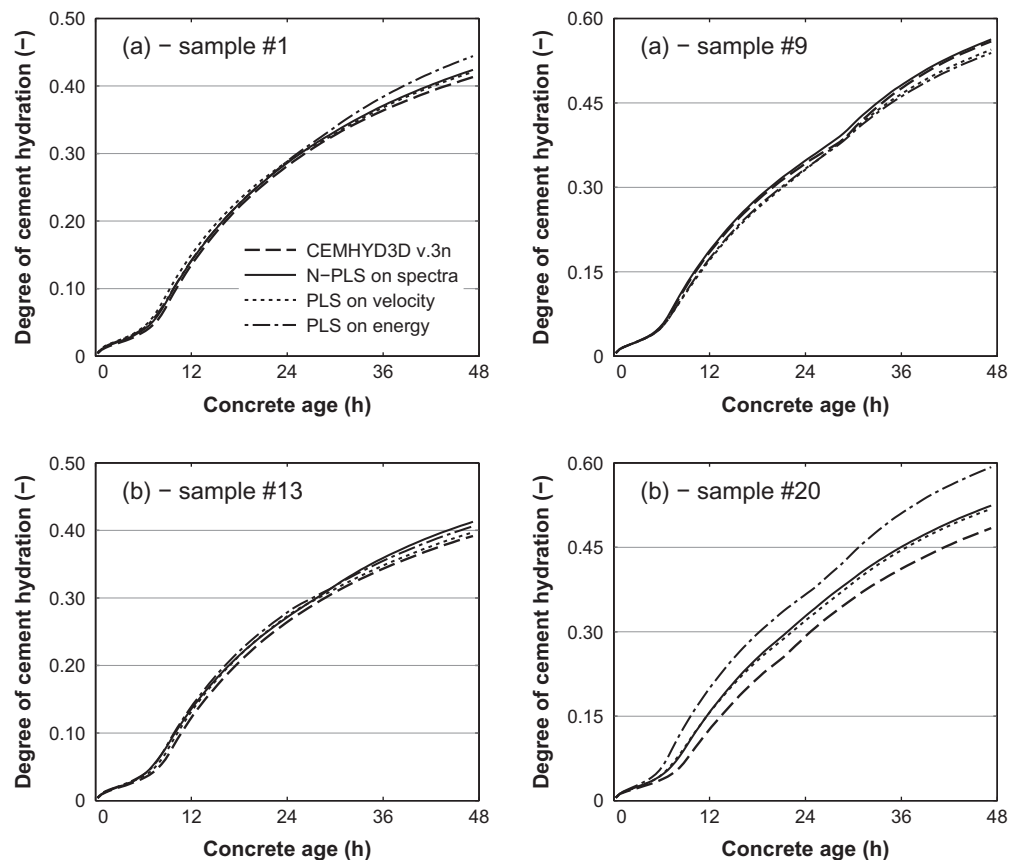 (a) − sample #1
Degree of cement hydration (−)
0.50
0.40
0.30
0.20
0.10
0
CEMHYD3D v.3n
N−PLS on spectra
PLS on velocity
PLS on energy
0 12 24 36 48
Concrete age (h)
(a) − sample #9
Degree of cement hydration (−)
0.60
0.45
0.30
0.15
0
0 12 24 36 48
Concrete age (h)
(b) − sample #13
Degree of cement hydration (−)
0.50
0.40
0.30
0.20
0.10
0
0 12 24 36 48
Concrete age (h)
(b) − sample #20
Degree of cement hydration (−)
0.60
0.45
0.30
0.15
0
0 12 24 36 48
Concrete age (h)